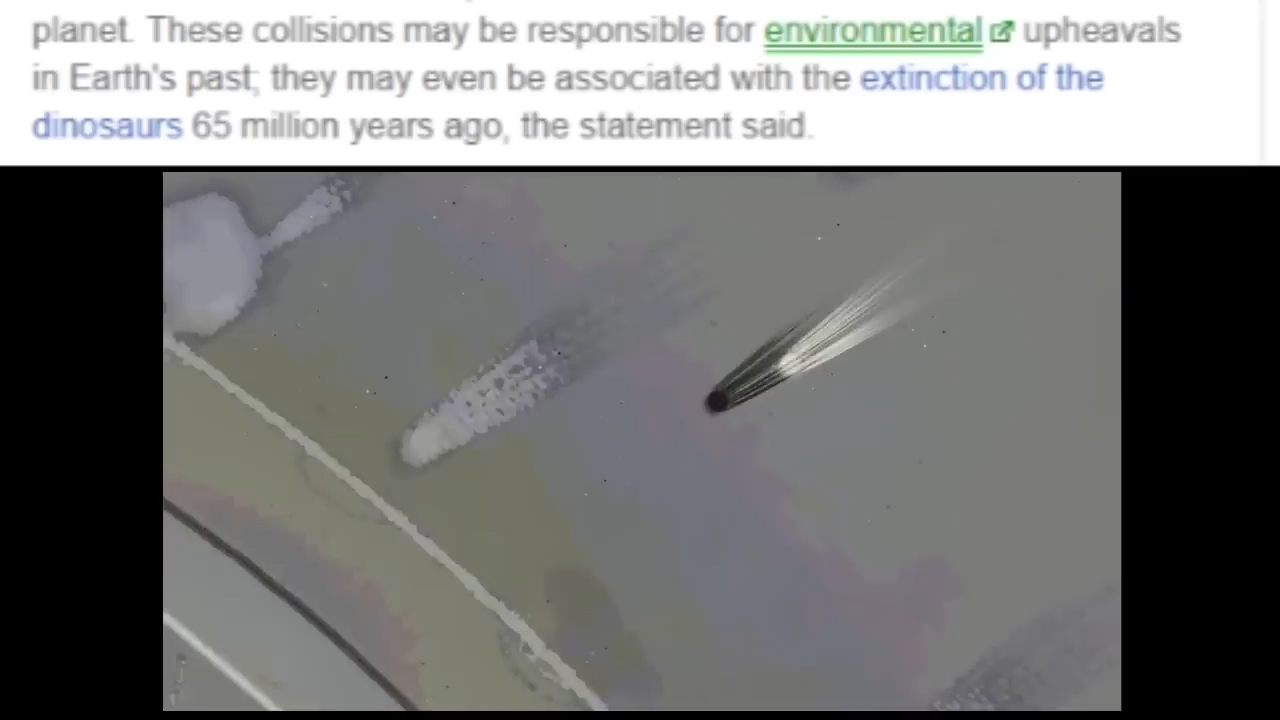 planet. These collisions may be responsible for environmental upheavals
in Earth's past; they may even be associated with the extinction of the
dinosaurs 65 million years ago, the statement said.